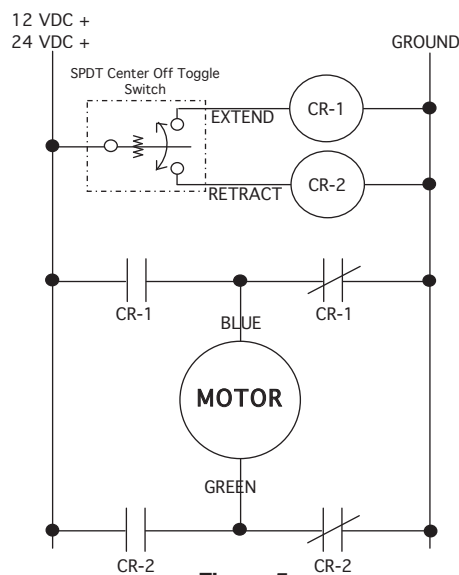 12 VDC +
24 VDC +
GROUND
SPDT Center Off Toggle
Switch
EXTEND
CR-1
RETRACT
CR-2
CR-1
CR-1
BLUE
MOTOR
GREEN
CR-2
CR-2